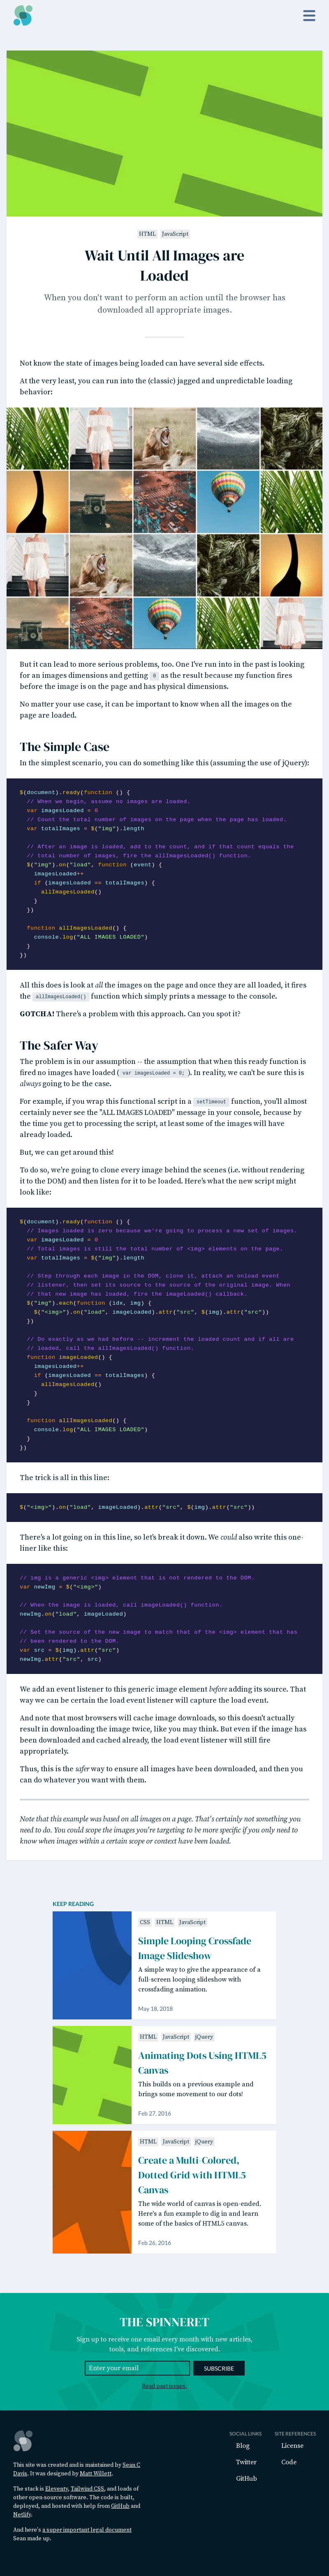 HTML JavaScript
Wait Until All Images are
Loaded
When you don't want to perform an action until the browser has
downloaded all appropriate images.
Not know the state of images being loaded can have several side effects.
At the very least, you can run into the (classic) jagged and unpredictable loading
behavior:
But it can lead to more serious problems, too. One I've run into in the past is looking
for an images dimensions and getting 0 as the result because my function fires
before the image is on the page and has physical dimensions.
No matter your use case, it can be important to know when all the images on the
page are loaded.
The Simple Case
In the simplest scenario, you can do something like this (assuming the use of jQuery):
$(document).ready(function () {
// When we begin, assume no images are loaded.
var imagesLoaded = 0
// Count the total number of images on the page when the page has loaded.
var totalImages = $("img").length
// After an image is loaded, add to the count, and if that count equals the
// total number of images, fire the allImagesLoaded() function.
$("img").on("load", function (event) {
imagesLoaded++
if (imagesLoaded == totalImages) {
allImagesLoaded()
}
})
function allImagesLoaded() {
console.log("ALL IMAGES LOADED")
}
})
All this does is look at all the images on the page and once they are all loaded, it fires
the allImagesLoaded() function which simply prints a message to the console.
GOTCHA! There's a problem with this approach. Can you spot it?
The Safer Way
The problem is in our assumption -- the assumption that when this ready function is
fired no images have loaded ( var imagesLoaded = 0; ). In reality, we can't be sure this is
always going to be the case.
For example, if you wrap this functional script in a setTimeout function, you'll almost
certainly never see the "ALL IMAGES LOADED" message in your console, because by
the time you get to processing the script, at least some of the images will have
already loaded.
But, we can get around this!
To do so, we're going to clone every image behind the scenes (i.e. without rendering
it to the DOM) and then listen for it to be loaded. Here's what the new script might
look like:
$(document).ready(function () {
// Images loaded is zero because we're going to process a new set of images.
var imagesLoaded = 0
// Total images is still the total number of <img> elements on the page.
var totalImages = $("img").length
// Step through each image in the DOM, clone it, attach an onload event
// listener, then set its source to the source of the original image. When
// that new image has loaded, fire the imageLoaded() callback.
$("img").each(function (idx, img) {
$("<img>").on("load", imageLoaded).attr("src", $(img).attr("src"))
})
// Do exactly as we had before -- increment the loaded count and if all are
// loaded, call the allImagesLoaded() function.
function imageLoaded() {
imagesLoaded++
if (imagesLoaded == totalImages) {
allImagesLoaded()
}
}
function allImagesLoaded() {
console.log("ALL IMAGES LOADED")
}
})
The trick is all in this line:
$("<img>").on("load", imageLoaded).attr("src", $(img).attr("src"))
There's a lot going on in this line, so let's break it down. We could also write this one-
liner like this:
// img is a generic <img> element that is not rendered to the DOM.
var newImg = $("<img>")
// When the image is loaded, call imageLoaded() function.
newImg.on("load", imageLoaded)
// Set the source of the new image to match that of the <img> element that has
// been rendered to the DOM.
var src = $(img).attr("src")
newImg.attr("src", src)
We add an event listener to this generic image element before adding its source. That
way we can be certain the load event listener will capture the load event.
And note that most browsers will cache image downloads, so this doesn't actually
result in downloading the image twice, like you may think. But even if the image has
been downloaded and cached already, the load event listener will still fire
appropriately.
Thus, this is the safer way to ensure all images have been downloaded, and then you
can do whatever you want with them.
Note that this example was based on all images on a page. That's certainly not something you
need to do. You could scope the images you're targeting to be more specific if you only need to
know when images within a certain scope or context have been loaded.
KEEP READING
CSS HTML JavaScript
Simple Looping Crossfade
Image Slideshow
A simple way to give the appearance of a
full-screen looping slideshow with
crossfading animation.
May 18, 2018
HTML JavaScript jQuery
Animating Dots Using HTML5
Canvas
This builds on a previous example and
brings some movement to our dots!
Feb 27, 2016
HTML JavaScript jQuery
Create a Multi-Colored,
Dotted Grid with HTML5
Canvas
The wide world of canvas is open-ended.
Here's a fun example to dig in and learn
some of the basics of HTML5 canvas.
Feb 26, 2016
THE SPINNERET
Sign up to receive one email every month with new articles,
tools, and references I've discovered.
Enter your email SUBSCRIBE
Read past issues.
SOCIAL LINKS SITE REFERENCES
Blog License
Twitter Code
GitHub
This site was created and is maintained by Sean C
Davis. It was designed by Matt Willett.
The stack is Eleventy, Tailwind CSS, and loads of
other open-source software. The code is built,
deployed, and hosted with help from GitHub and
Netlify.
And here's a super important legal document
Sean made up.